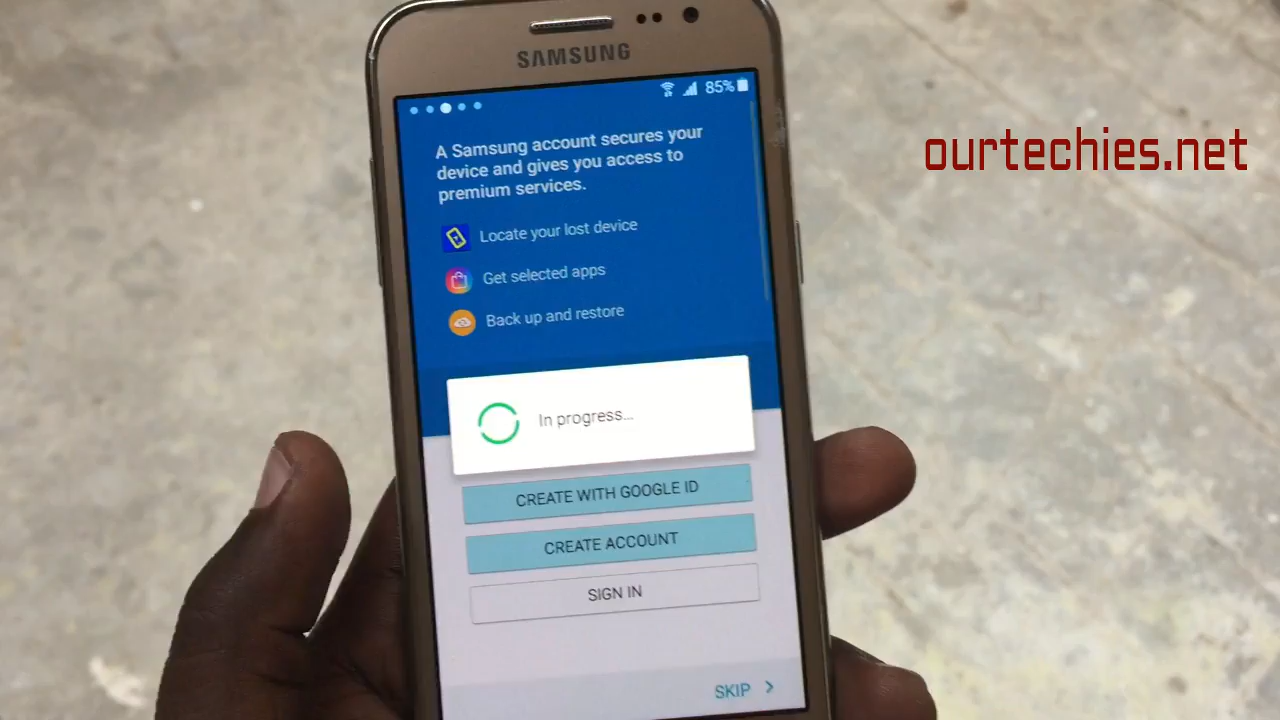 SAMSUNG
85%
A Samsung account secures your
device and gives you access to
premium services.
Locate your lost device
Get selected apps
Back up and restore
In progress...
CREATE WITH GOOGLE ID
CREATE ACCOUNT
SIGN IN
SKIP
ourtechies.net